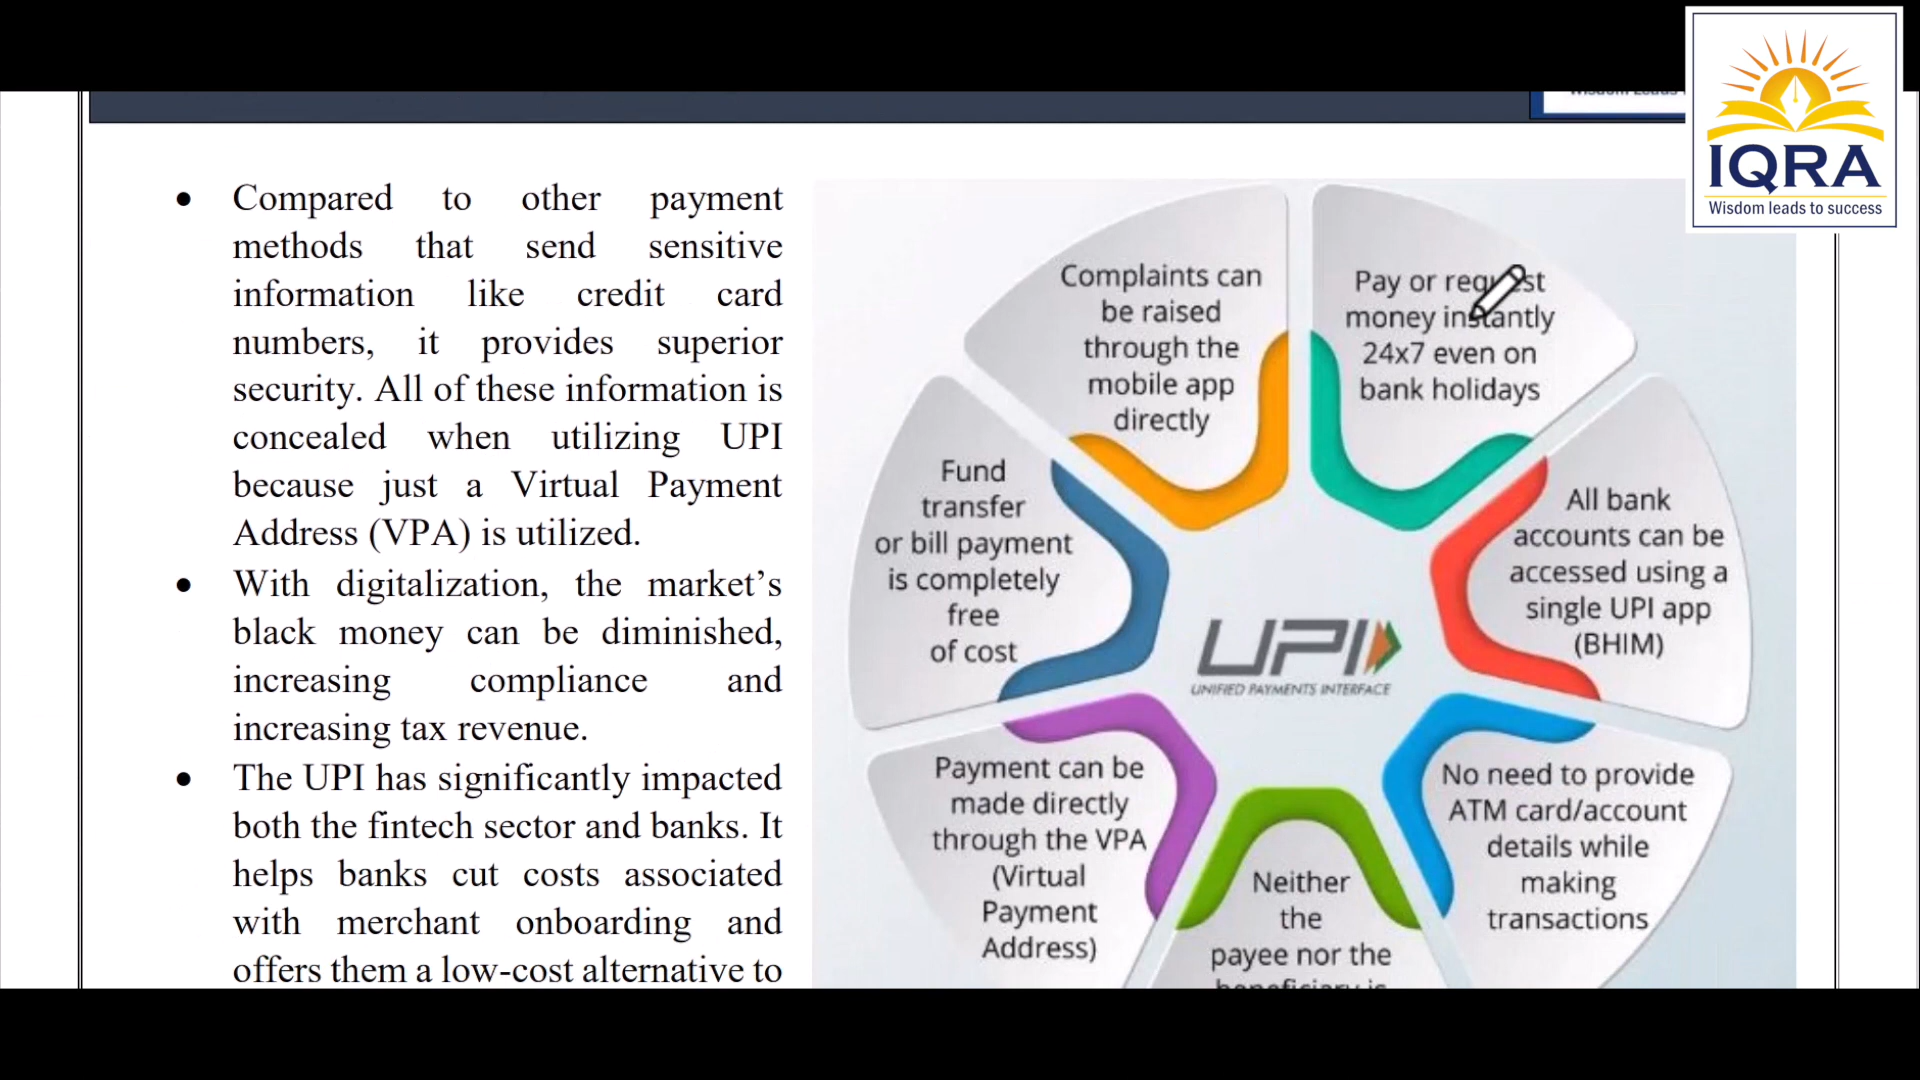 IQRA
Wisdom leads to success
Compared to other payment
methods that send sensitive
information like credit card
numbers, it provides superior
security. All of these information is
concealed when utilizing UPI
because just a Virtual Payment
Address (VPA) is utilized.
With digitalization, the market’s
black money can be diminished,
increasing compliance and
increasing tax revenue.
The UPI has significantly impacted
both the fintech sector and banks. It
helps banks cut costs associated
with merchant onboarding and
offers them a low-cost alternative to
Complaints can
be raised
through the
mobile app
directly
Pay or request
money instantly
24x7 even on
bank holidays
Fund
transfer
or bill payment
is completely
free
of cost
All bank
accounts can be
accessed using a
single UPI app
(BHIM)
UPI
UNIFIED PAYMENTS INTERFACE
Payment can be
made directly
through the VPA
(Virtual
Payment
Address)
Neither
the
payee nor the
No need to provide
ATM card/account
details while
making
transactions